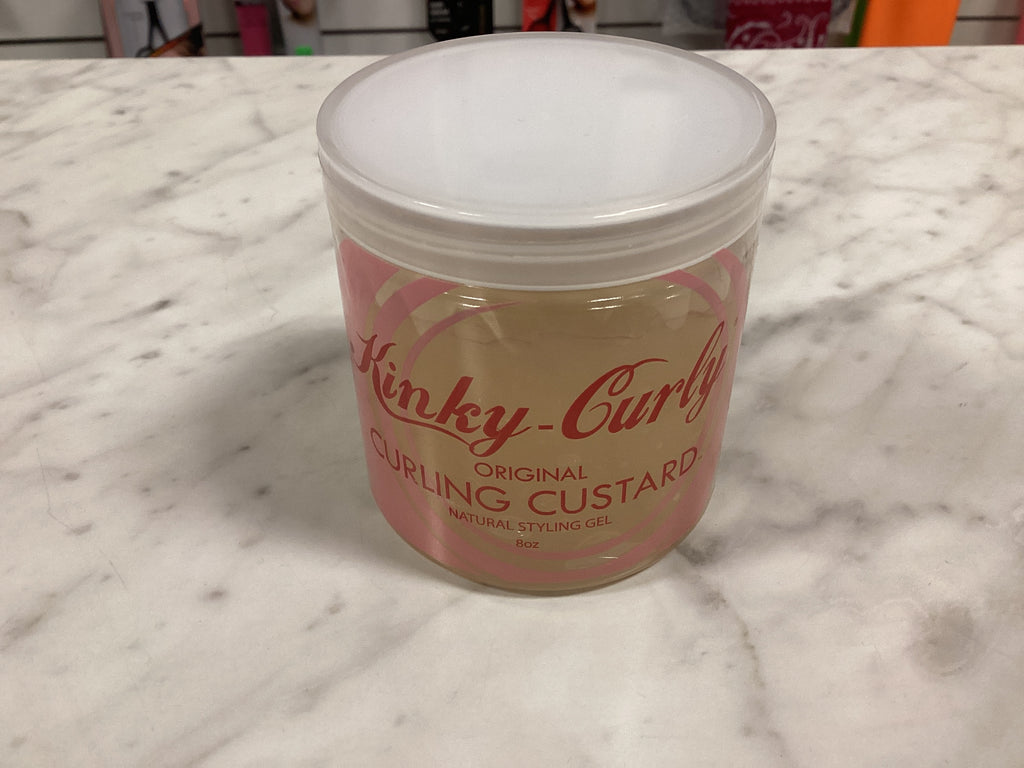 Kinky-Curly
ORIGINAL
CURLING CUSTARD
NATURAL STYLING GEL
8oz